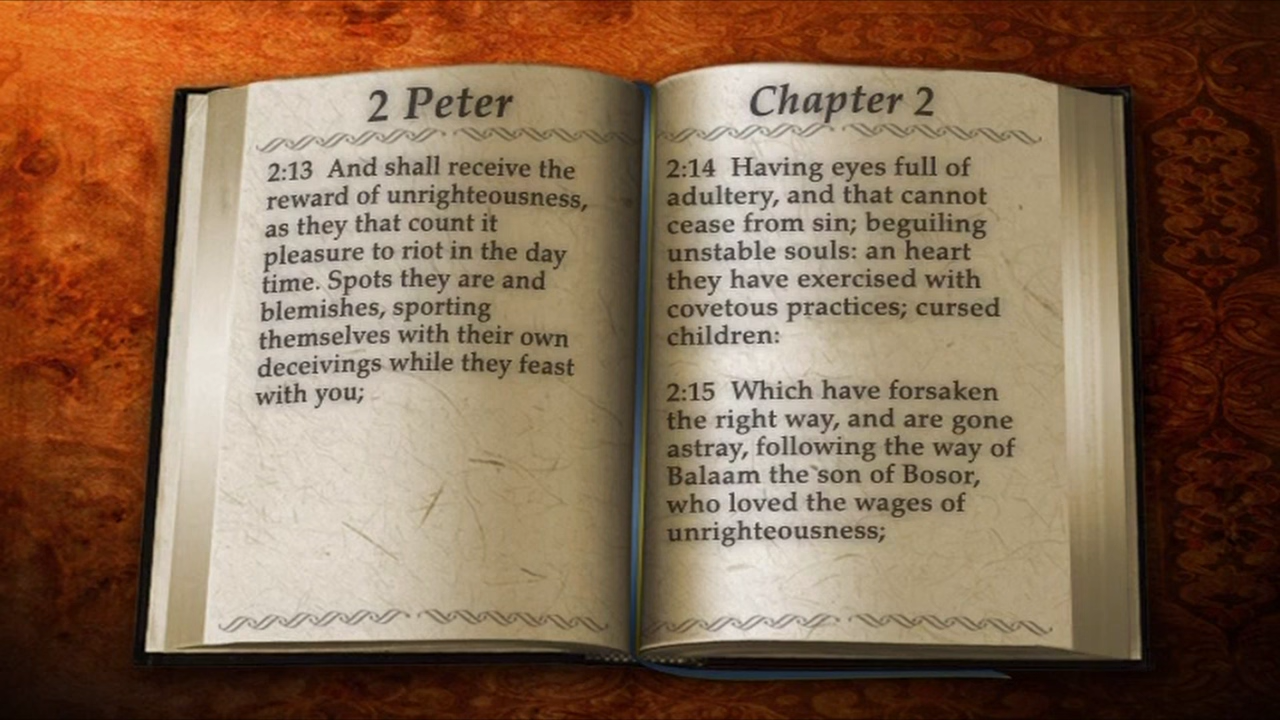 2 Peter
2:13 And shall receive the
reward of unrighteousness,
as they that count it
pleasure to riot in the day
time. Spots they are and
blemishes, sporting
themselves with their own
deceivings while they feast
with you;
Chapter 2
2:14 Having eyes full of
adultery, and that cannot
cease from sin; beguiling
unstable souls: an heart
they have exercised with
covetous practices; cursed
children:
2:15 Which have forsaken
the right way, and are gone
astray, following the way of
Balaam the son of Bosor,
who loved the wages of
unrighteousness;